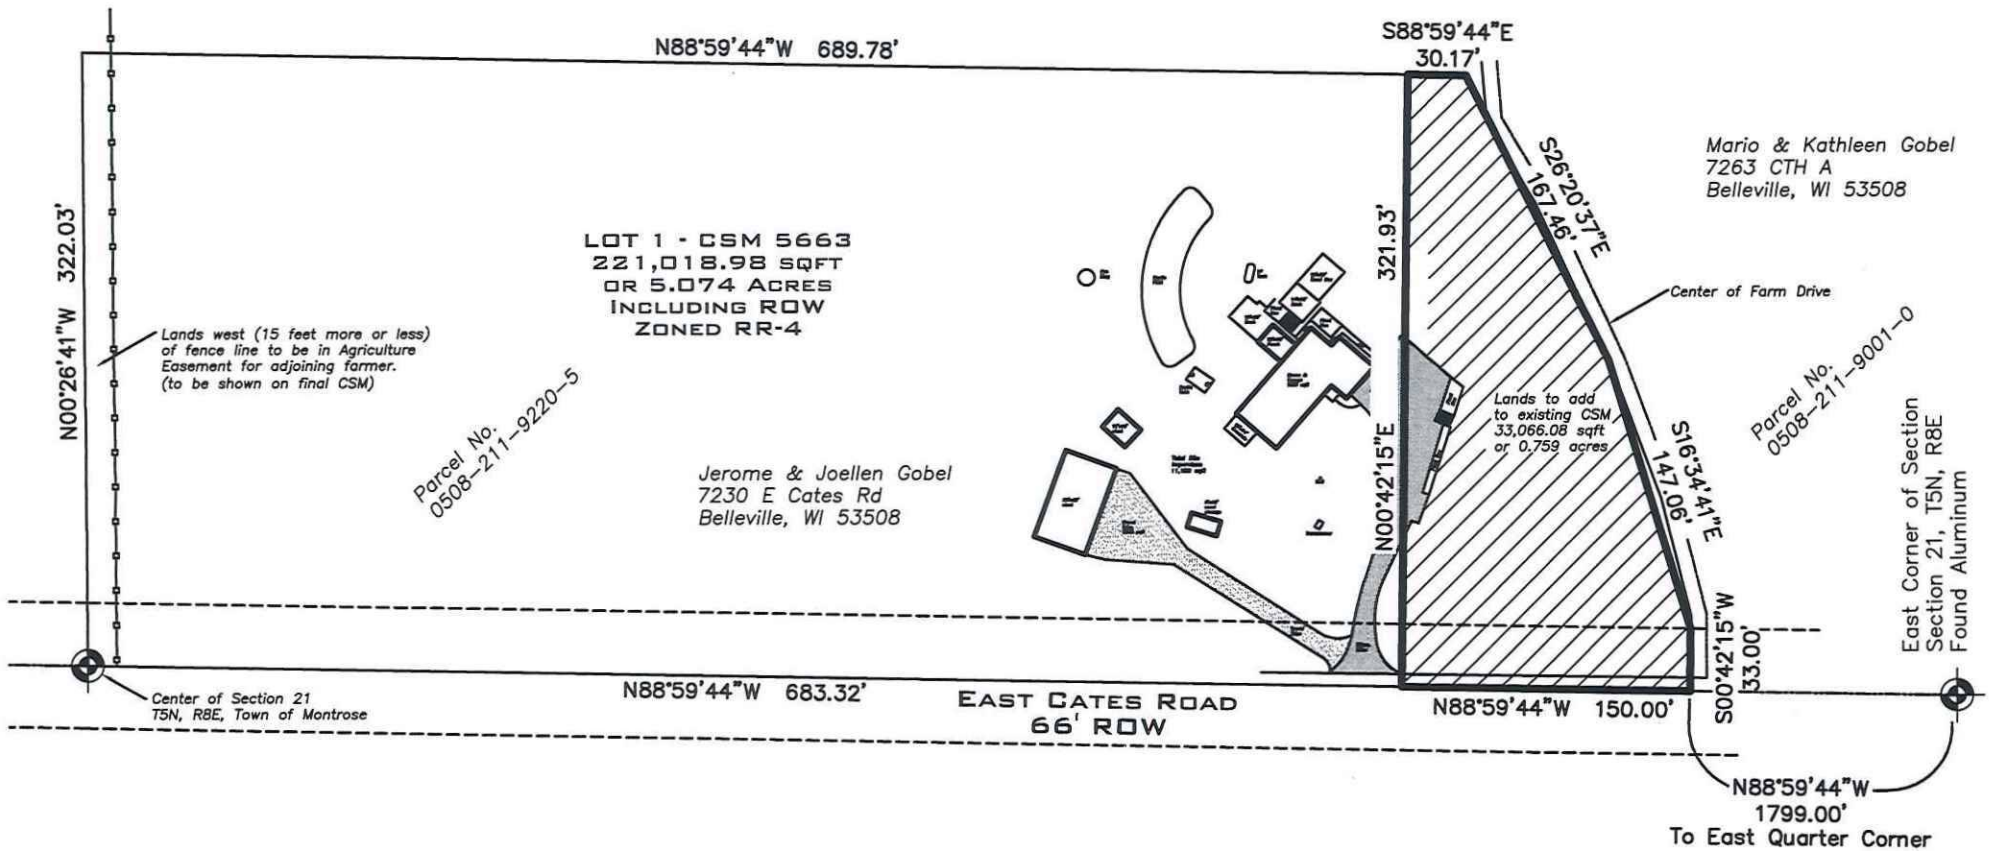 N88°59'44"W 689.78'
S88°59'44"E
30.17'
Mario & Kathleen Gobel
7263 CTH A
Belleville, WI 53508
S26°20'37"E
167.46'
N00°26'41"W 322.03'
LOT 1 - CSM 5663
221,018.98 SQFT
OR 5.074 ACRES
INCLUDING ROW
ZONED RR-4
321.93'
N00°42'15"E
Center of Farm Drive
Lands west (15 feet more or less)
of fence line to be in Agriculture
Easement for adjoining farmer.
(to be shown on final CSM)
Parcel No.
0508-211-9220-5
Jerome & Joellen Gobel
7230 E Cates Rd
Belleville, WI 53508
Lands to add
to existing CSM
33,066.08 sqft
or 0.759 acres
S16°34'41"E
147.06'
Parcel No.
0508-211-9001-0
East Corner of Section
Section 21, T5N, R8E
Found Aluminum
S00°42'15"W
33.00'
Center of Section 21
T5N, R8E, Town of Montrose
N88°59'44"W 683.32'
EAST CATES ROAD
66' ROW
N88°59'44"W 150.00'
N88°59'44"W
1799.00'
To East Quarter Corner